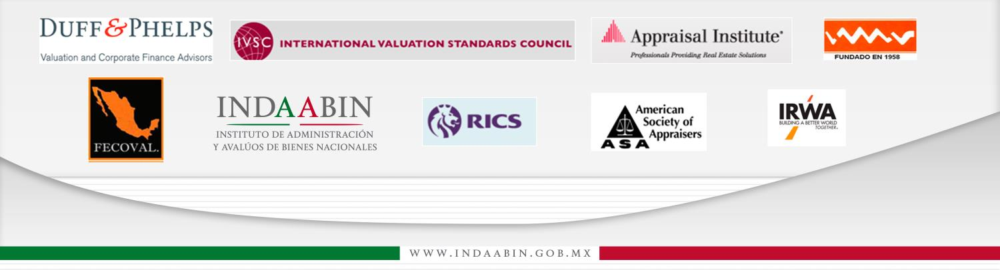 DUFF & PHELPS
Valuation and Corporate Finance Advisors
IVSC INTERNATIONAL VALUATION STANDARDS COUNCIL
Appraisal Institute®
Professionals Providing Real Estate Solutions
FUNDADO EN 1958
FECOVAL.
INDAABIN
INSTITUTO DE ADMINISTRACIÓN
Y AVALÚOS DE BIENES NACIONALES
RICS
American
Society of
Appraisers
ASA
IRWA
BUILDING A BETTER WORLD
TOGETHER.
WWW.INDAABIN.GOB.MX